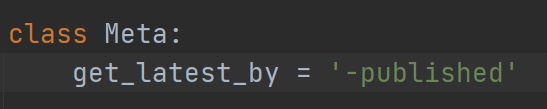 class Meta:
    get_latest_by = '-published'